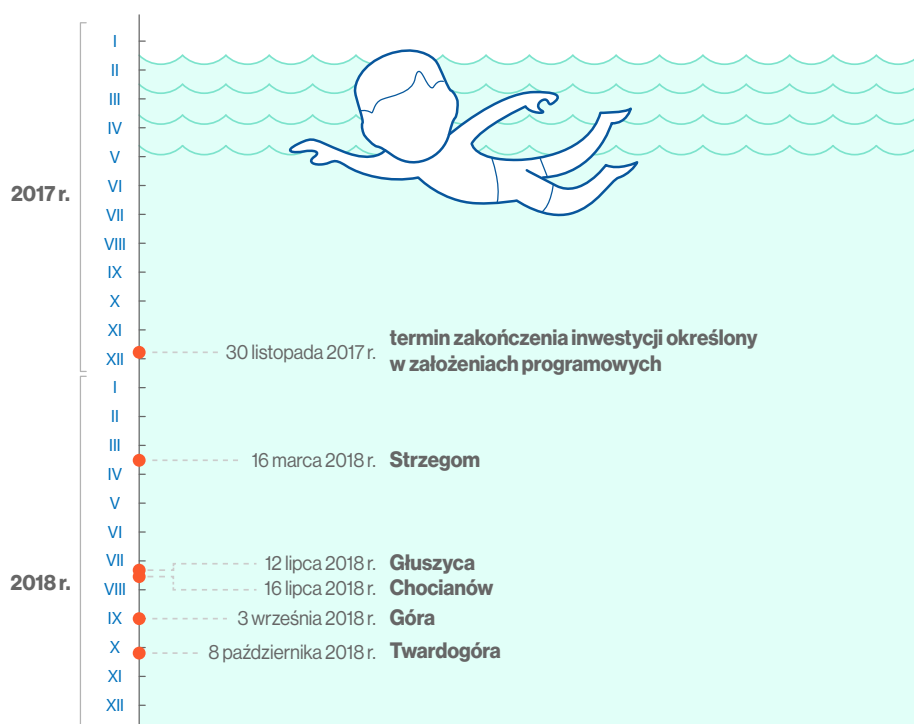 2017 r.
I
II
III
IV
V
VI
VII
VIII
IX
X
XI
XII
30 listopada 2017 r.
termin zakończenia inwestycji określony
w założeniach programowych
2018 r.
I
II
III
IV
V
VI
VII
VIII
IX
X
XI
XII
16 marca 2018 r. Strzegom
12 lipca 2018 r. Głuszyca
16 lipca 2018 r. Chocianów
3 września 2018 r. Góra
8 października 2018 r. Twardogóra